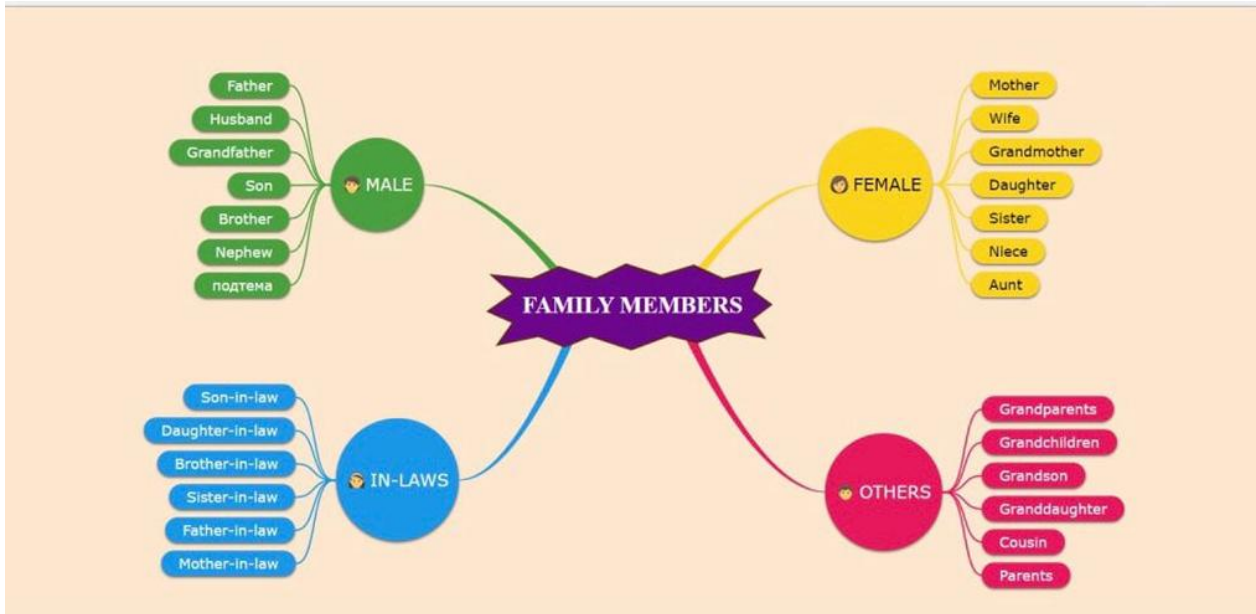 FAMILY MEMBERS
MALE
Father
Husband
Grandfather
Son
Brother
Nephew
подтема
FEMALE
Mother
Wife
Grandmother
Daughter
Sister
Niece
Aunt
IN-LAWS
Son-in-law
Daughter-in-law
Brother-in-law
Sister-in-law
Father-in-law
Mother-in-law
OTHERS
Grandparents
Grandchildren
Grandson
Granddaughter
Cousin
Parents